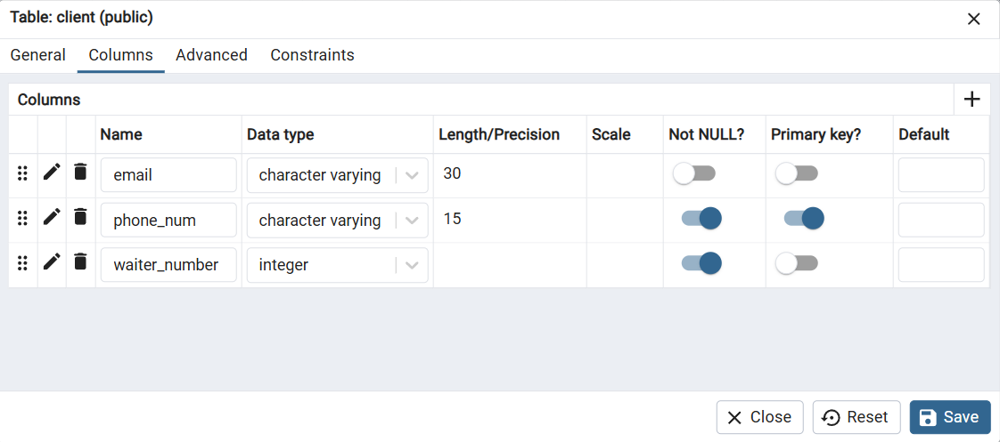 Table: client (public)
General Columns Advanced Constraints
Columns
Name Data type Length/Precision Scale Not NULL? Primary key? Default
email character varying 30
phone_num character varying 15
waiter_number integer
Close Reset Save